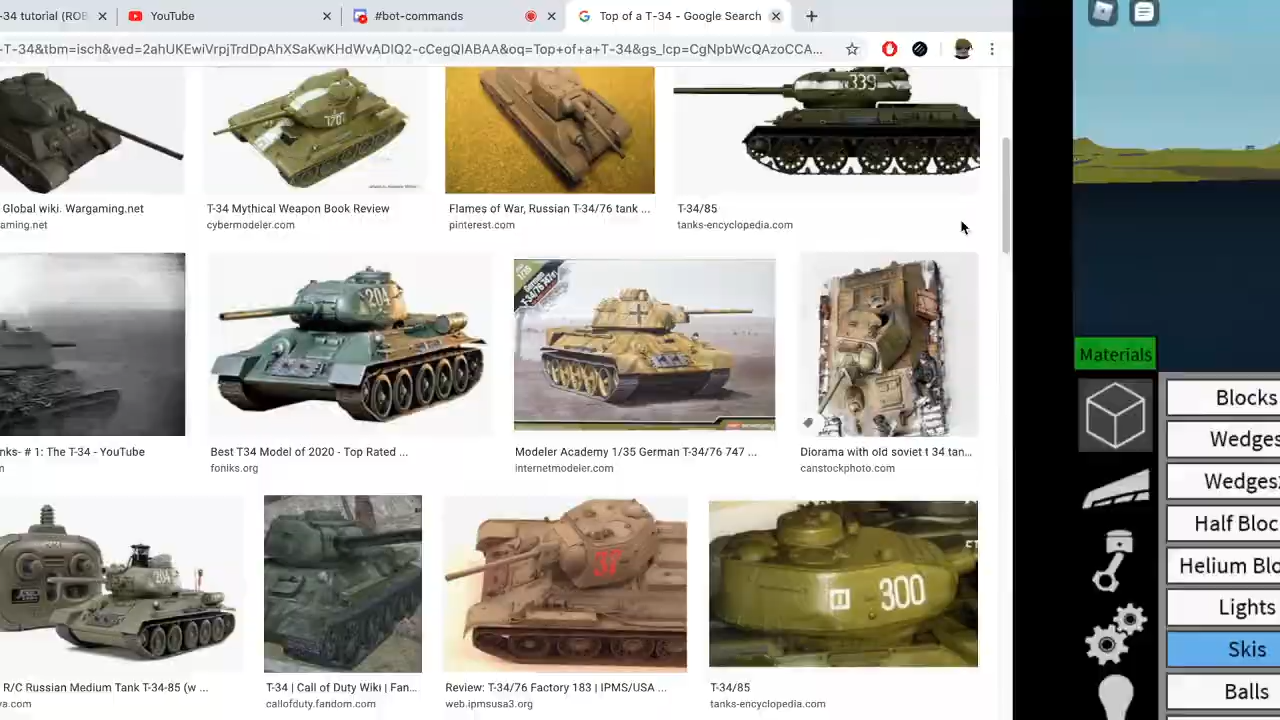 -34 tutorial (ROB
YouTube
#bot-commands
Top of a T-34 - Google Search
-T-34&tbm=isch&ved=2ahUKEwiVrpjTrdDpAhXSaKwKHdWvADIQ2-cCegQIABAA&oq=Top+of+a+T-34&gs_lcp=CgNpbWcQAzoCCA...
339
Global wiki. Wargaming.net
T-34 Mythical Weapon Book Review
Flames of War, Russian T-34/76 tank ...
T-34/85
aming.net
cybermodeler.com
pinterest.com
tanks-encyclopedia.com
204
nks- # 1: The T-34 - YouTube
Best T34 Model of 2020 - Top Rated ...
Modeler Academy 1/35 German T-34/76 747 ...
Diorama with old soviet t 34 tan...
m
foniks.org
internetmodeler.com
canstockphoto.com
204
37
300
R/C Russian Medium Tank T-34-85 (w ...
T-34 | Call of Duty Wiki | Fan...
Review: T-34/76 Factory 183 | IPMS/USA ...
T-34/85
va.com
callofduty.fandom.com
web.ipmsusa3.org
tanks-encyclopedia.com
Materials
Blocks
Wedges
Wedges
Half Bloc
Helium Blo
Lights
Skis
Balls